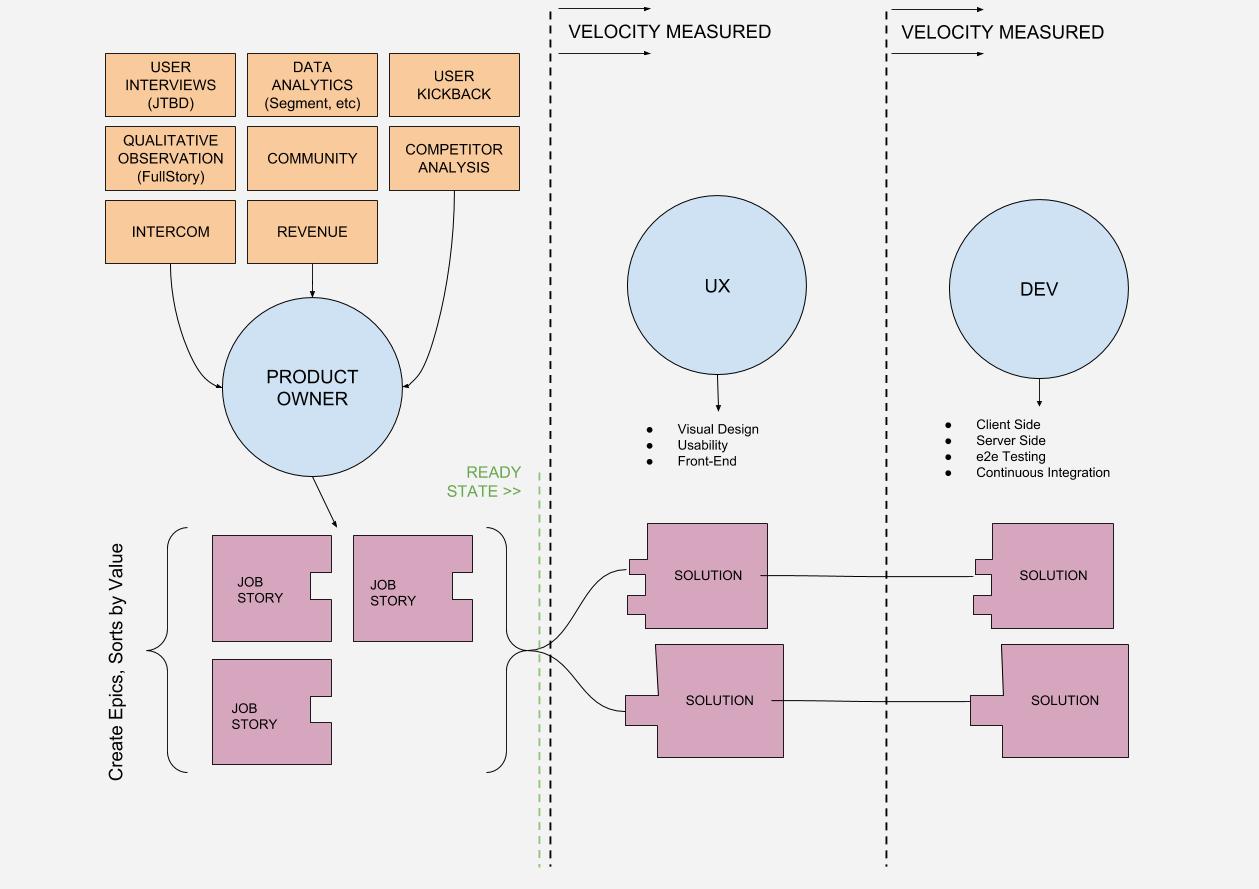 VELOCITY MEASURED
VELOCITY MEASURED
USER
INTERVIEWS
(JTBD)
DATA
ANALYTICS
(Segment, etc)
USER
KICKBACK
QUALITATIVE
OBSERVATION
(FullStory)
COMMUNITY
COMPETITOR
ANALYSIS
INTERCOM
REVENUE
PRODUCT
OWNER
UX
DEV
● Visual Design
● Usability
● Front-End
● Client Side
● Server Side
● e2e Testing
● Continuous Integration
READY
STATE >>
Create Epics, Sorts by Value
JOB
STORY
JOB
STORY
JOB
STORY
SOLUTION
SOLUTION
SOLUTION
SOLUTION